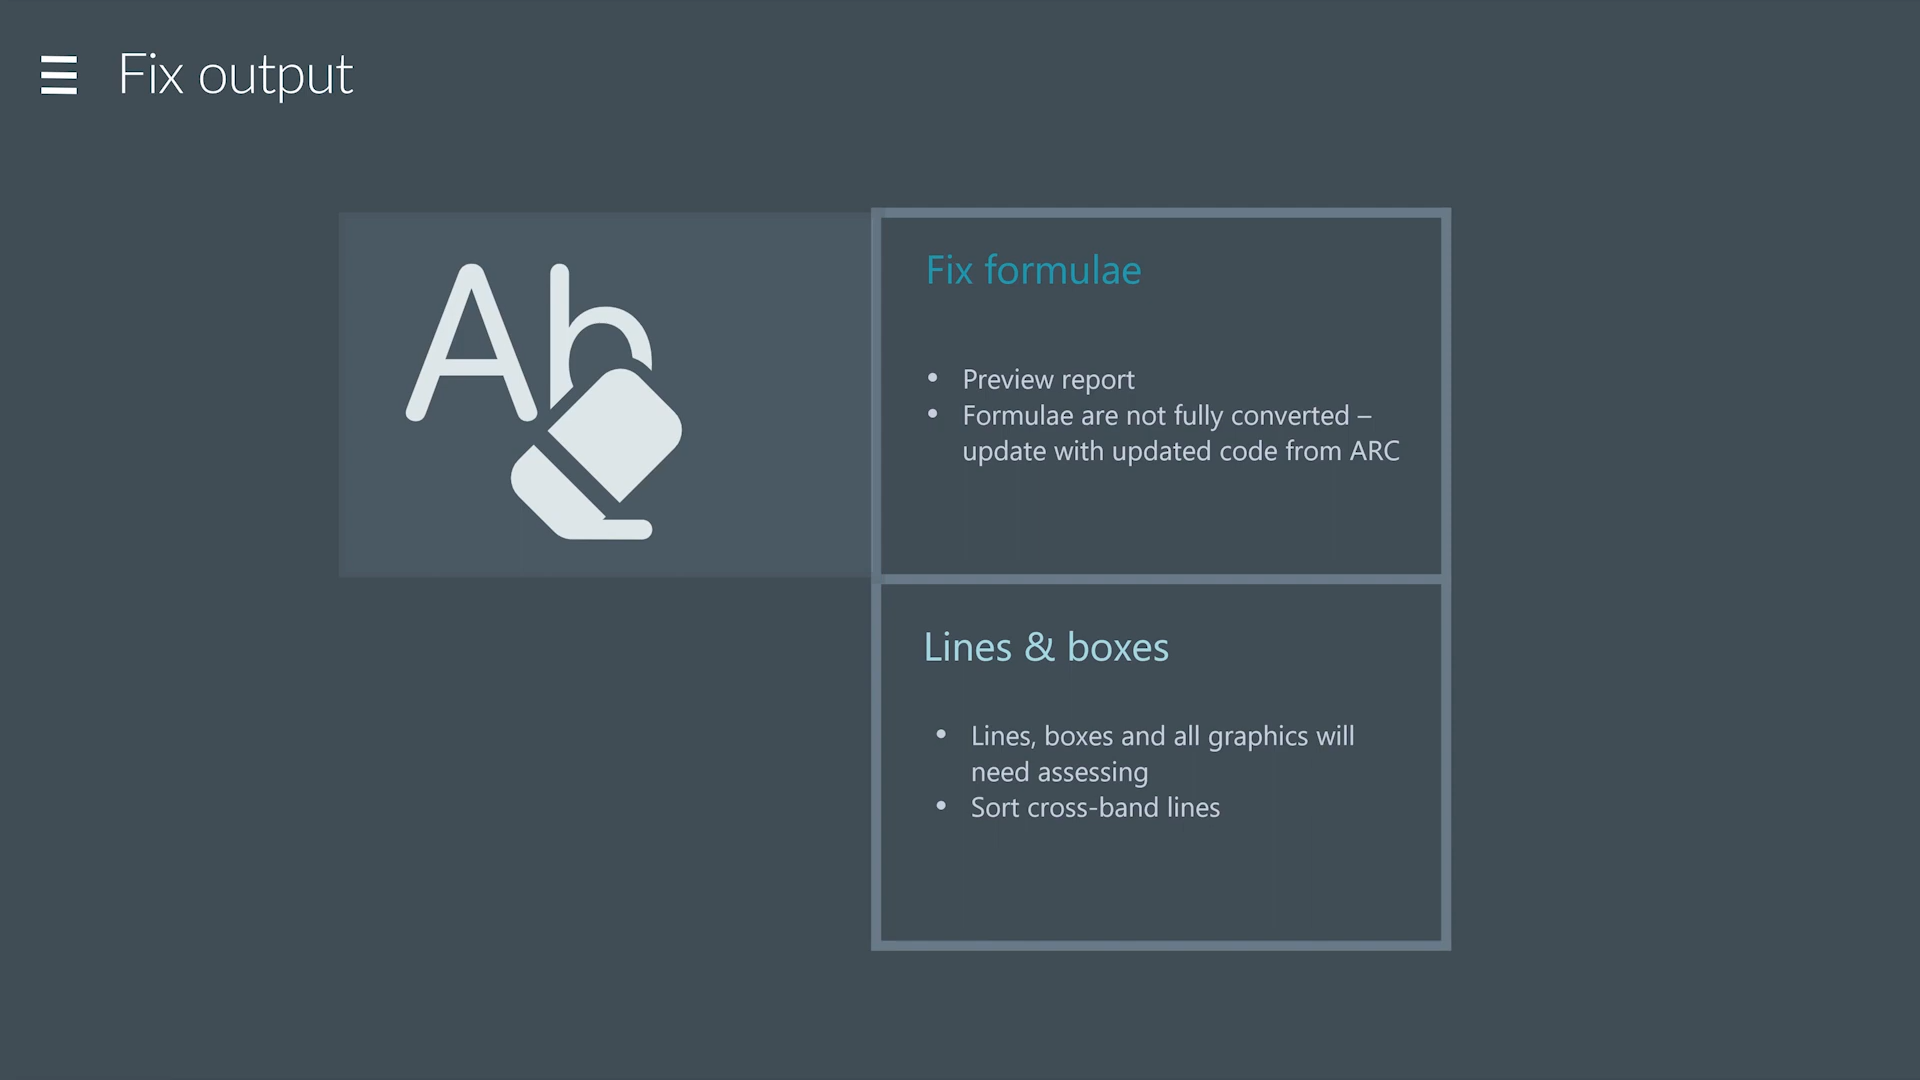 Fix output
Ab
Fix formulae
• Preview report
• Formulae are not fully converted –
update with updated code from ARC
Lines & boxes
• Lines, boxes and all graphics will
need assessing
• Sort cross-band lines